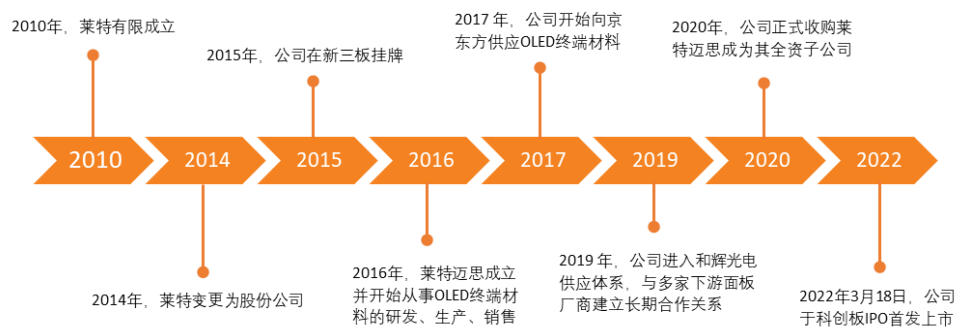 2010年，莱特有限成立
2015年，公司在新三板挂牌
2017 年，公司开始向京
东方供应OLED终端材料
2020年，公司正式收购莱
特迈思成为其全资子公司
2010
2014
2015
2016
2017
2019
2020
2022
2014年，莱特变更为股份公司
2016年，莱特迈思成立
并开始从事OLED终端材
料的研发、生产、销售
2019 年，公司进入和辉光电
供应体系，与多家下游面板
厂商建立长期合作关系
2022年3月18日，公司
于科创板IPO首发上市